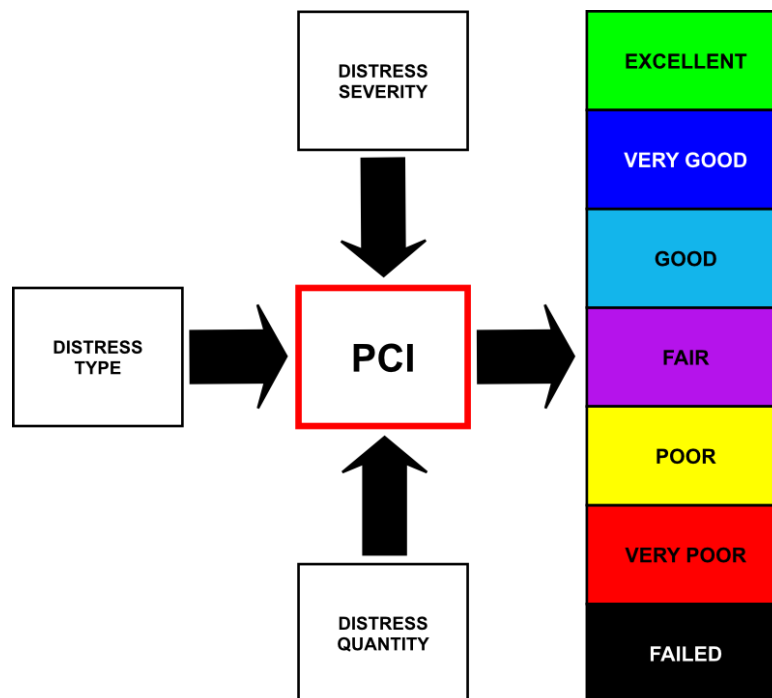 DISTRESS
SEVERITY
DISTRESS
TYPE
PCI
DISTRESS
QUANTITY
EXCELLENT
VERY GOOD
GOOD
FAIR
POOR
VERY POOR
FAILED